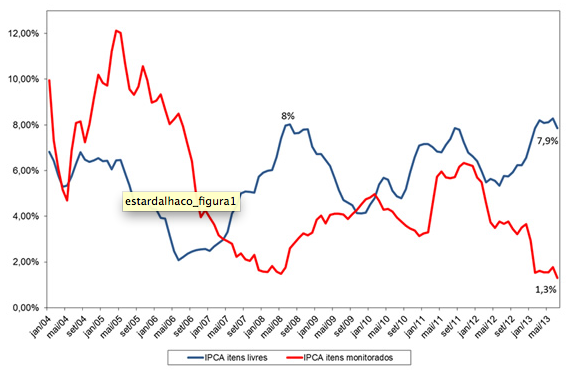 12,00%
10,00%
8,00%
6,00%
4,00%
2,00%
0,00%
8%
7,9%
1,3%
estardalhaco_figura1
jan/04
mai/04
set/04
jan/05
mai/05
set/05
jan/06
mai/06
set/06
jan/07
mai/07
set/07
jan/08
mai/08
set/08
jan/09
mai/09
set/09
jan/10
mai/10
set/10
jan/11
mai/11
set/11
jan/12
mai/12
set/12
jan/13
mai/13
IPCA itens livres
IPCA itens monitorados